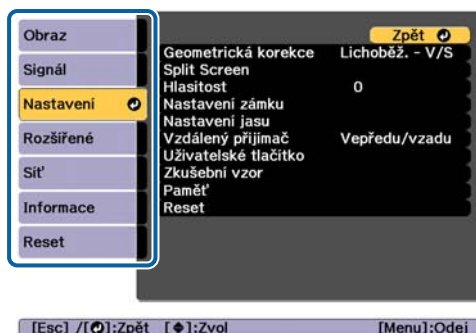 Obraz
Signál
Nastavení
Rozšířené
Síť
Informace
Reset
Zpět
Geometrická korekce Lichoběž. - V/S
Split Screen
Hlasitost 0
Nastavení zámku
Nastavení jasu
Vzdálený přijímač Vepředu/vzadu
Uživatelské tlačítko
Zkušební vzor
Paměť
Reset
[Esc] /[ ]:Zpět [ ]:Zvol [Menu]:Odej